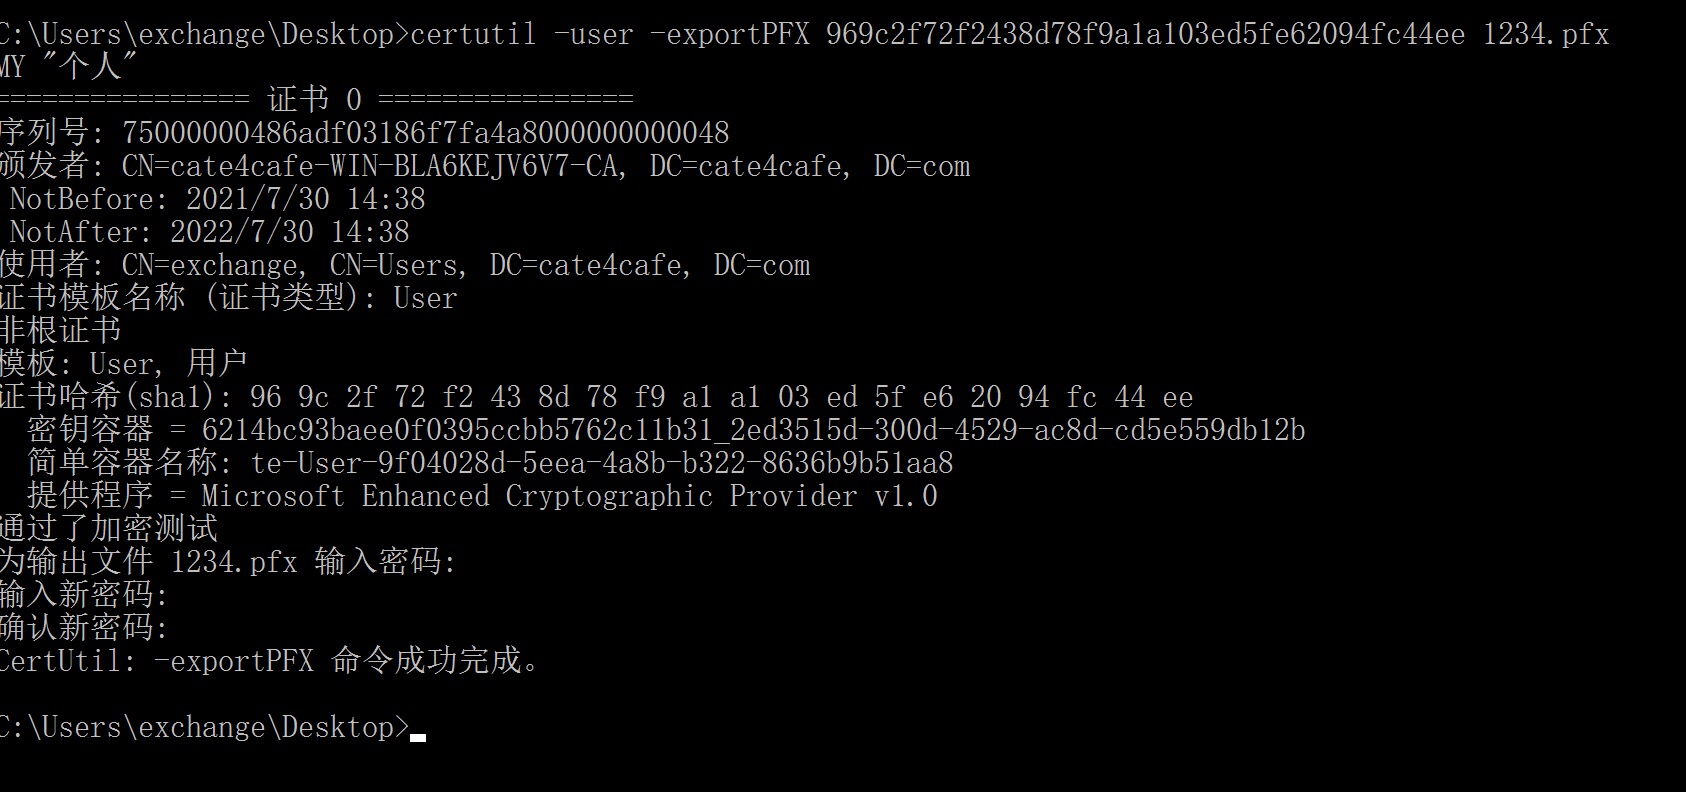 C:\Users\exchange\Desktop>certutil -user -exportPFX 969c2f72f2438d78f9a1a103ed5fe62094fc44ee 1234.pfx
MY "个人"
================ 证书 0 ================
序列号: 75000000486adf03186f7fa4a8000000000048
颁发者: CN=cate4cafe-WIN-BLA6KEJV6V7-CA, DC=cate4cafe, DC=com
 NotBefore: 2021/7/30 14:38
 NotAfter: 2022/7/30 14:38
使用者: CN=exchange, CN=Users, DC=cate4cafe, DC=com
证书模板名称 (证书类型): User
非根证书
模板: User, 用户
证书哈希(sha1): 96 9c 2f 72 f2 43 8d 78 f9 a1 a1 03 ed 5f e6 20 94 fc 44 ee
  密钥容器 = 6214bc93baee0f0395ccbb5762c11b31_2ed3515d-300d-4529-ac8d-cd5e559db12b
  简单容器名称: te-User-9f04028d-5eea-4a8b-b322-8636b9b51aa8
  提供程序 = Microsoft Enhanced Cryptographic Provider v1.0
通过了加密测试
为输出文件 1234.pfx 输入密码:
输入新密码:
确认新密码:
CertUtil: -exportPFX 命令成功完成。
C:\Users\exchange\Desktop>